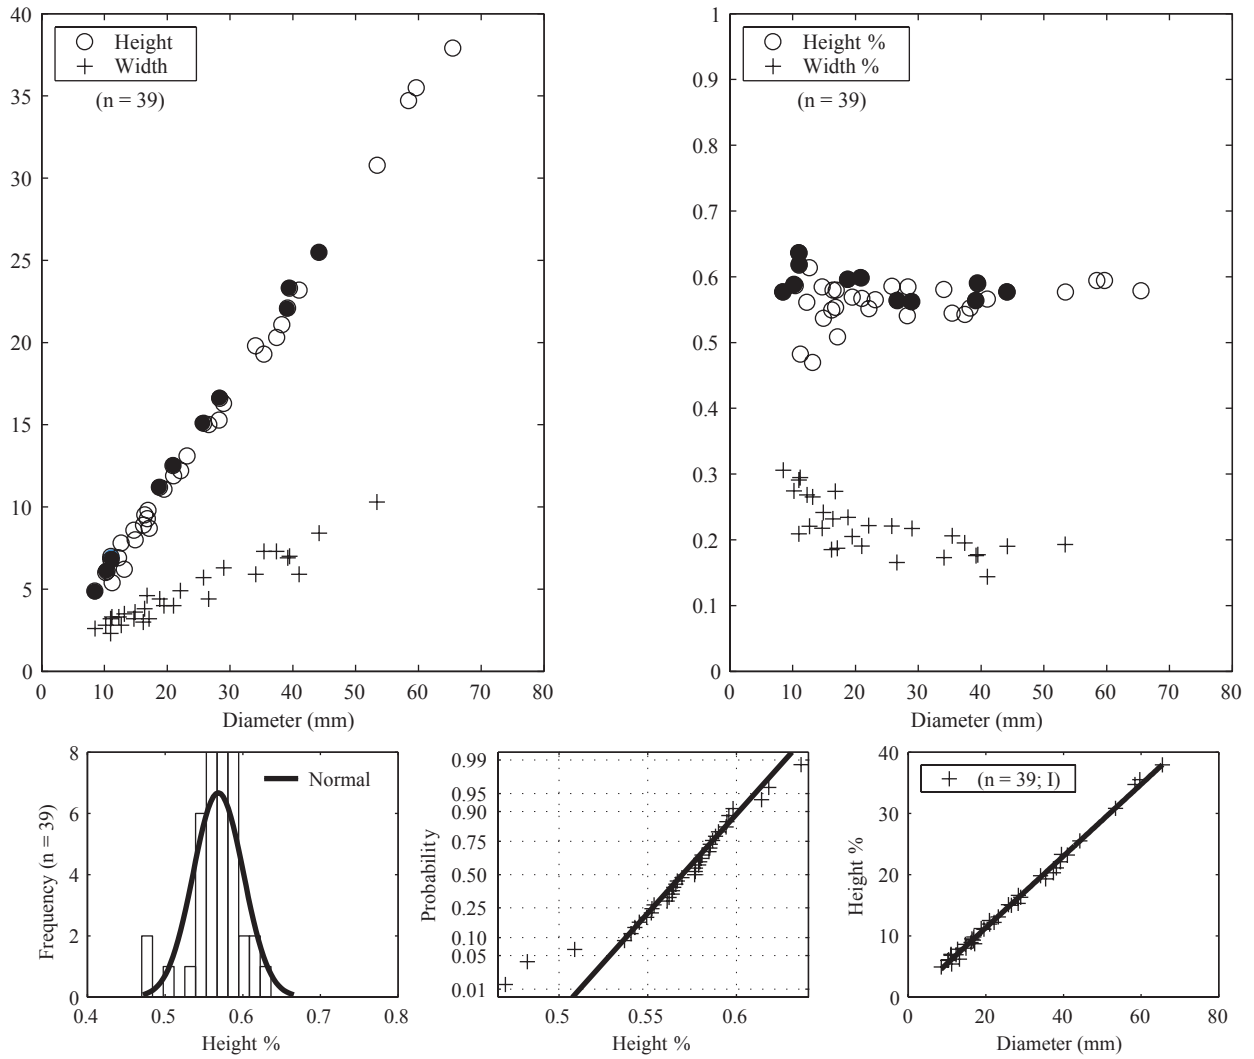 40
35
30
25
20
15
10
5
0
0 10 20 30 40 50 60 70 80
Diameter (mm)
Height
Width
(n = 39)
1
0.9
0.8
0.7
0.6
0.5
0.4
0.3
0.2
0.1
0
0 10 20 30 40 50 60 70 80
Diameter (mm)
Height %
Width %
(n = 39)
8
6
4
2
0
0.4 0.5 0.6 0.7 0.8
Frequency (n = 39)
Height %
Normal
0.99
0.95
0.90
0.75
0.50
0.25
0.10
0.05
0.01
0.5 0.55 0.6
Probability
Height %
40
30
20
10
0
0 20 40 60 80
Height %
Diameter (mm)
(n = 39; I)